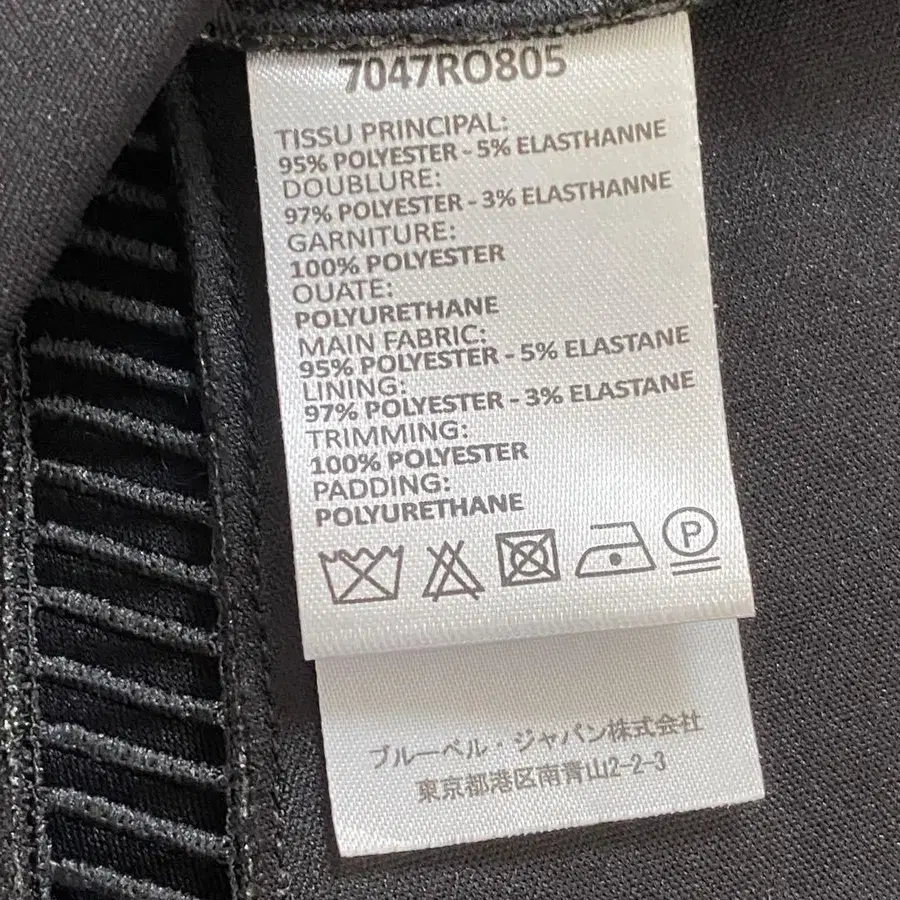 7047RO805
TISSU PRINCIPAL:
95% POLYESTER - 5% ELASTHANNE
DOUBLURE:
97% POLYESTER - 3% ELASTHANNE
GARNITURE:
100% POLYESTER
OUATE:
POLYURETHANE
MAIN FABRIC:
95% POLYESTER - 5% ELASTANE
LINING:
97% POLYESTER - 3% ELASTANE
TRIMMING:
100% POLYESTER
PADDING:
POLYURETHANE
P
ブルーベル・ジャパン株式会社
東京都港区南青山2-2-3